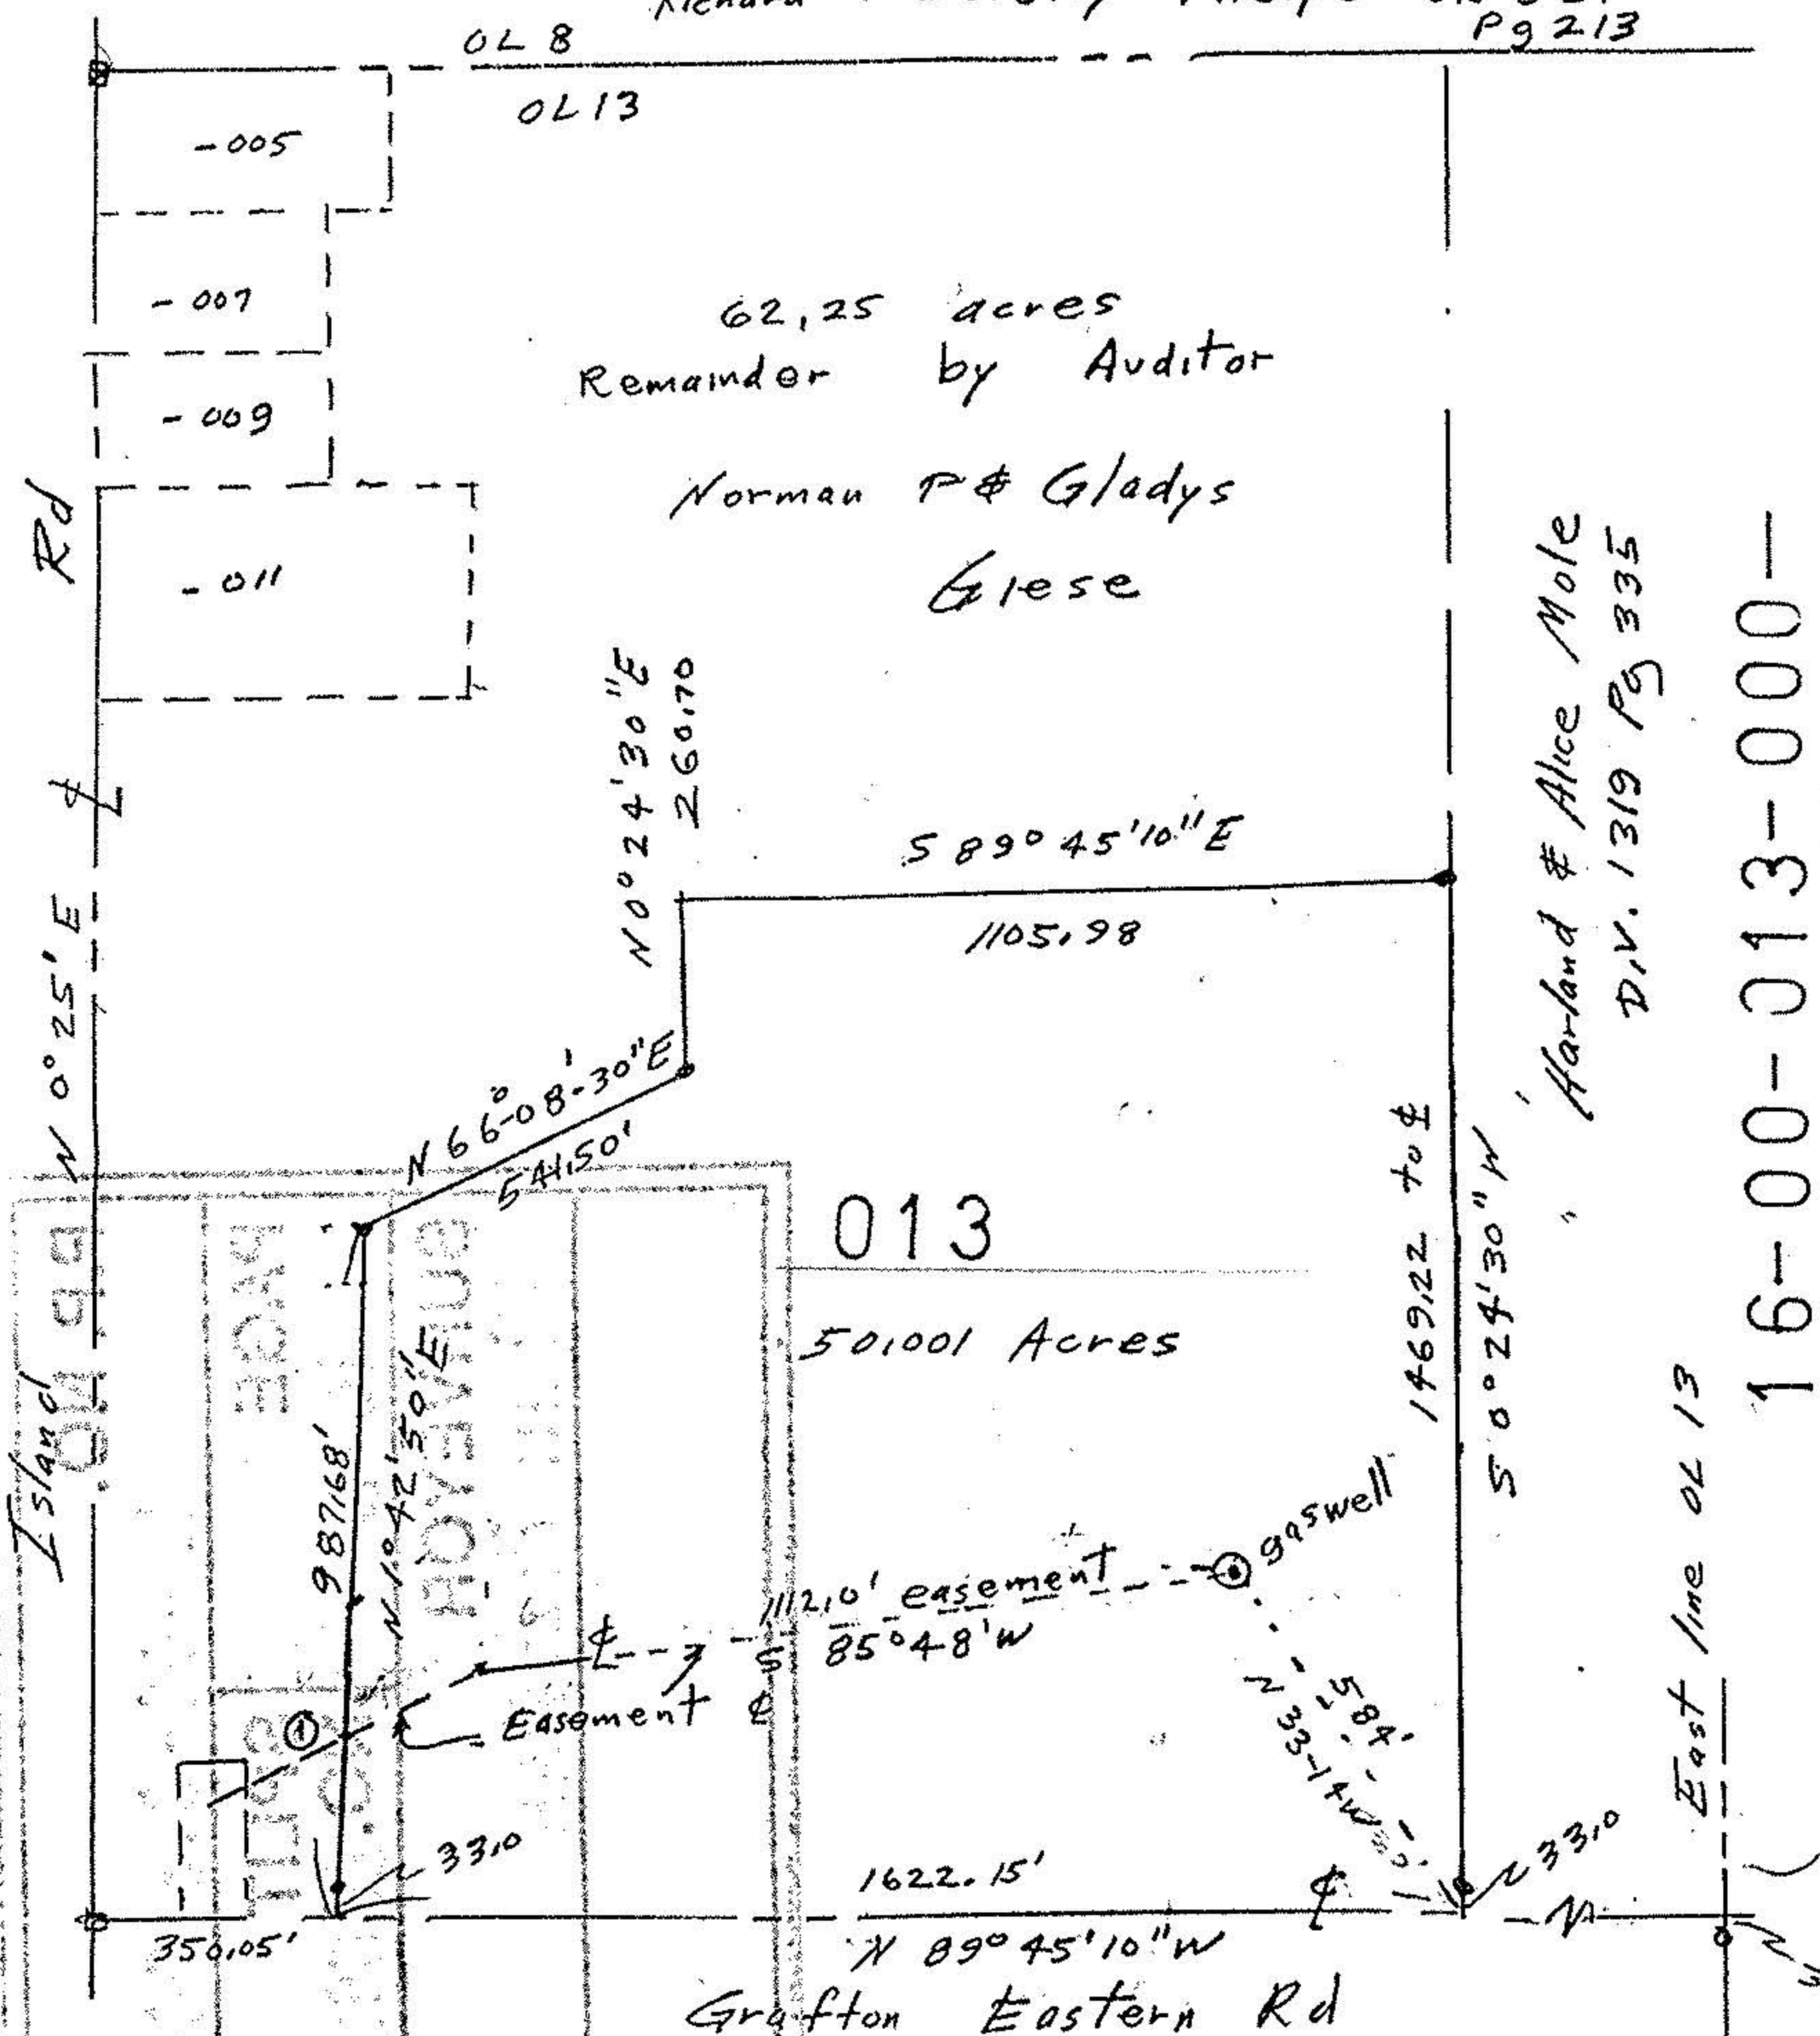 OL 8
Pg 213
OL 13
- 005
- 007
- 009
- 011
62.25 acres
Remainder by Auditor
Norman P & Gladys
Giese
Rd
N 0° 25' E
Island
N 0° 24' 30" E
260.70
S 89° 45' 10" E
1105.98
N 66°-08'-30" E
541.50'
013
50.001 Acres
987.68'
N 1° 42' 50" E
1469.22 to ℄
S 0° 24' 30" W
Harland & Alice Mole
D.V. 1319 Pg 335
16-00-013-000-
East line OL 13
gaswell
1112.0' easement
S 85° 48' W
℄
Easement ℄
①
584'
33.0
33.0
1622.15'
℄
350.05'
N 89° 45' 10" W
Grafton Eastern Rd